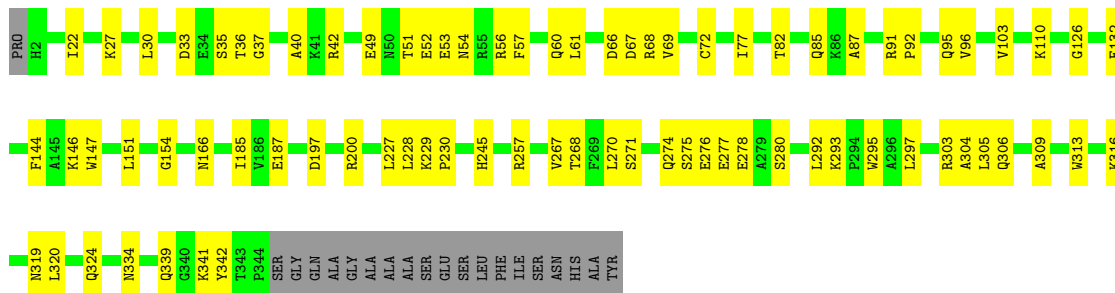 PRO H2 I22 K27 L30 D33 E34 S35 T36 G37 A40 K41 R42 E49 N50 T51 E52 E53 N54 R55 R56 F57 Q60 L61 D66 D67 R68 V69 C72 I77 T82 Q85 K86 A87 R91 P92 Q95 V96 V103 K110 G126
F144 A145 K146 W147 L151 G154 N166 I185 V186 E187 D197 R200 L227 L228 K229 P230 H245 R257 V267 T268 F269 L270 S271 Q274 S275 E276 E277 E278 A279 S280 L292 K293 P294 W295 A296 L297 R303 A304 L305 Q306 A309 W313
N319 L320 Q324 N334 Q339 G340 K341 Y342 T343 P344 SER GLY GLN ALA GLY ALA ALA ALA SER GLU SER LEU PHE ILE SER ASN HIS ALA TYR